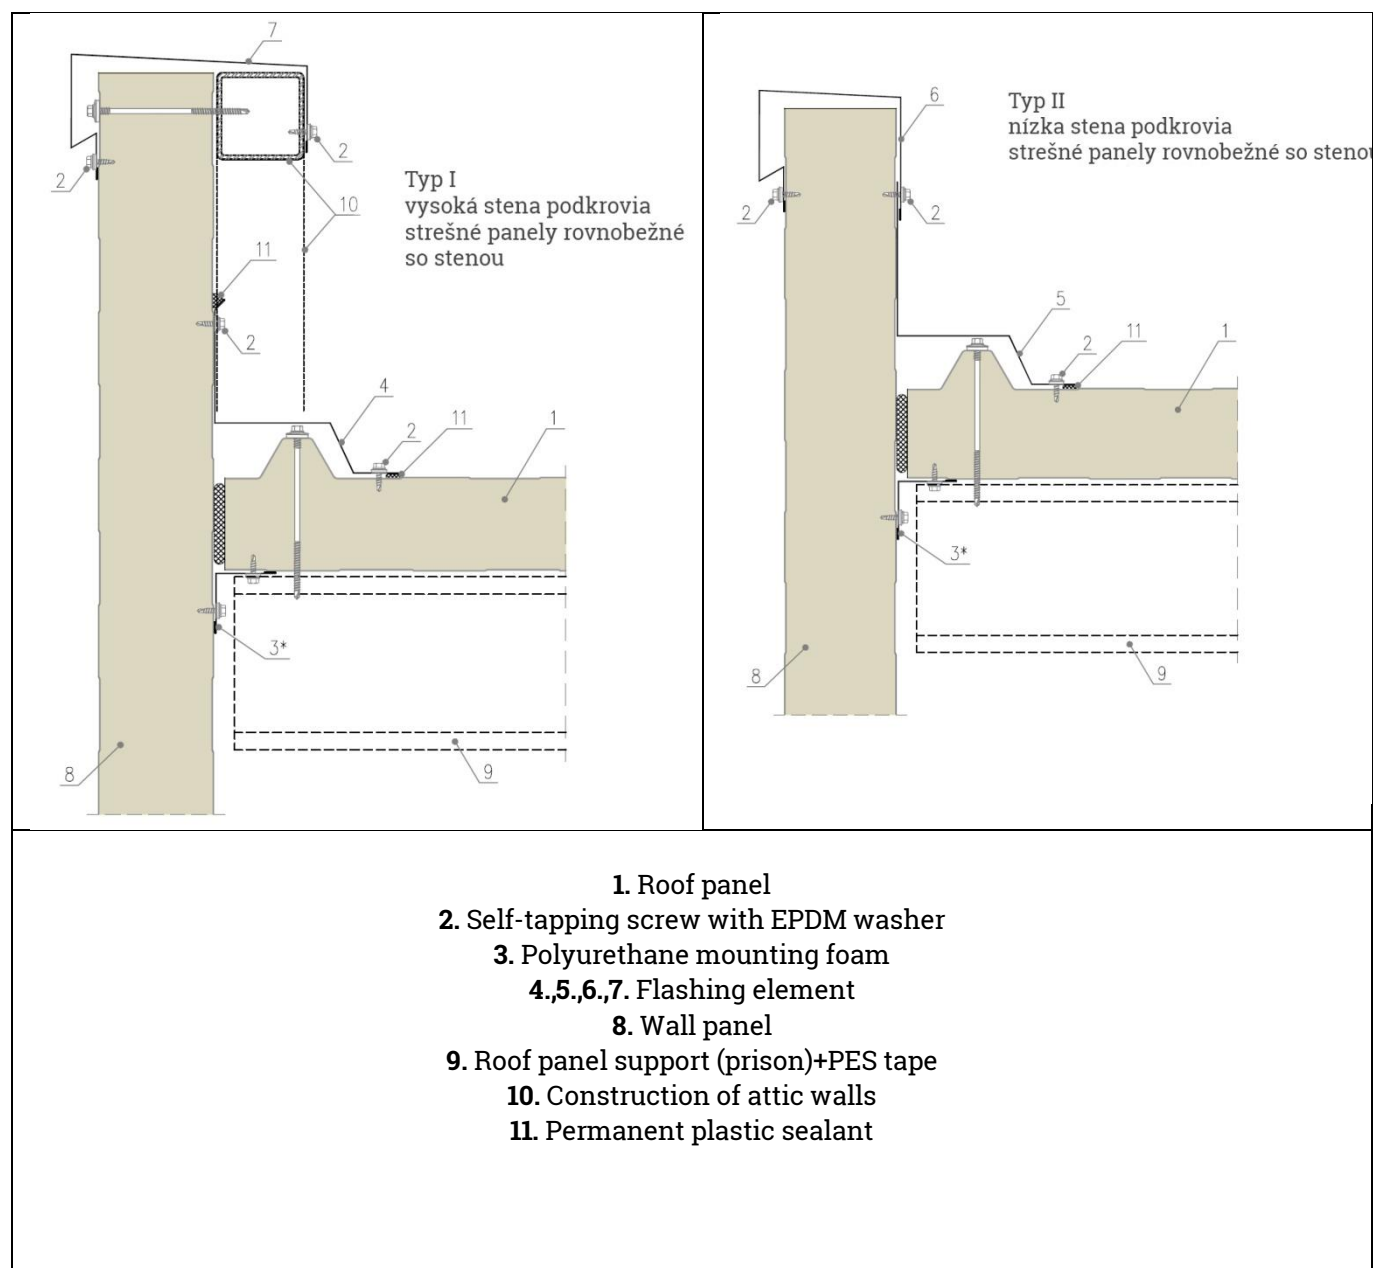 7
2
2
10
Typ I
vysoká stena podkrovia
strešné panely rovnobežné
so stenou
11
2
4
2
11
1
3*
8
9
6
Typ II
nízka stena podkrovia
strešné panely rovnobežné so stenou
2
2
5
2
11
1
3*
8
9
1. Roof panel
2. Self-tapping screw with EPDM washer
3. Polyurethane mounting foam
4.,5.,6.,7. Flashing element
8. Wall panel
9. Roof panel support (prison)+PES tape
10. Construction of attic walls
11. Permanent plastic sealant